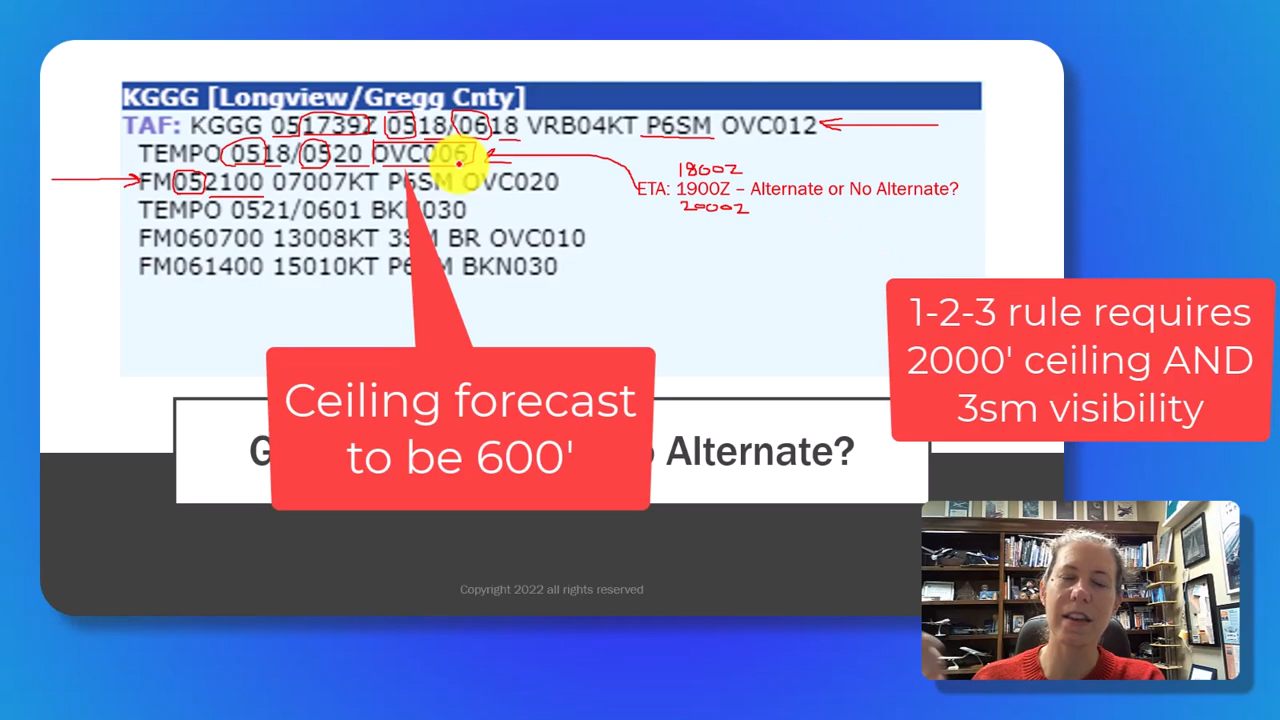 KGGG [Longview/Gregg Cnty]
TAF: KGGG 051739Z 0518/0618 VRB04KT P6SM OVC012
TEMPO 0518/0520 OVC006
1800Z
FM052100 07007KT P6SM OVC020
ETA: 1900Z – Alternate or No Alternate?
2000Z
TEMPO 0521/0601 BKN030
FM060700 13008KT 3SM BR OVC010
FM061400 15010KT P6SM BKN030
1-2-3 rule requires
2000' ceiling AND
3sm visibility
Ceiling forecast
to be 600'
Alternate?
Copyright 2022 all rights reserved